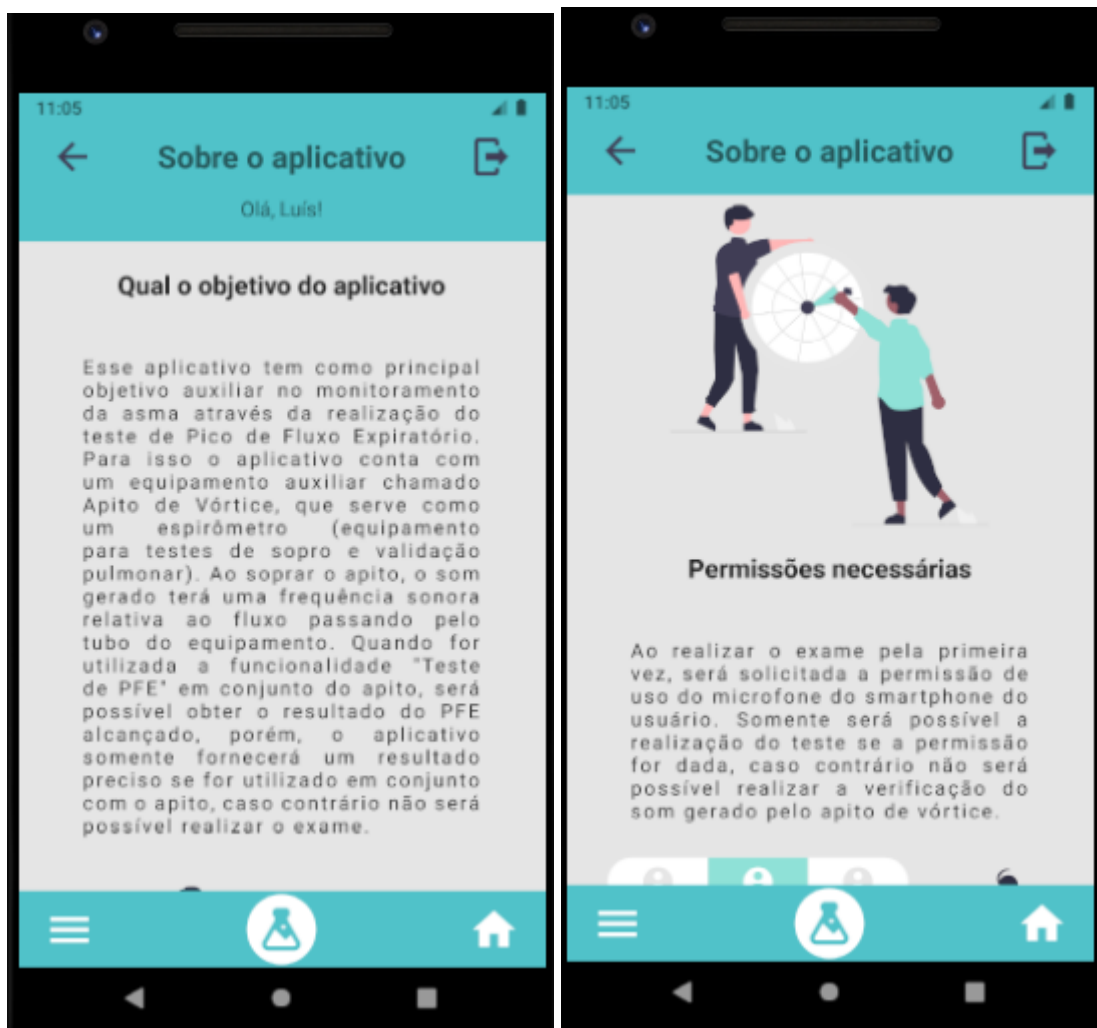 11:05
Sobre o aplicativo
Olá, Luís!
Qual o objetivo do aplicativo
Esse aplicativo tem como principal
objetivo auxiliar no monitoramento
da asma através da realização do
teste de Pico de Fluxo Expiratório.
Para isso o aplicativo conta com
um equipamento auxiliar chamado
Apito de Vórtice, que serve como
um espirômetro (equipamento
para testes de sopro e validação
pulmonar). Ao soprar o apito, o som
gerado terá uma frequência sonora
relativa ao fluxo passando pelo
tubo do equipamento. Quando for
utilizada a funcionalidade "Teste
de PFE" em conjunto do apito, será
possível obter o resultado do PFE
alcançado, porém, o aplicativo
somente fornecerá um resultado
preciso se for utilizado em conjunto
com o apito, caso contrário não será
possível realizar o exame.
11:05
Sobre o aplicativo
Permissões necessárias
Ao realizar o exame pela primeira
vez, será solicitada a permissão de
uso do microfone do smartphone do
usuário. Somente será possível a
realização do teste se a permissão
for dada, caso contrário não será
possível realizar a verificação do
som gerado pelo apito de vórtice.